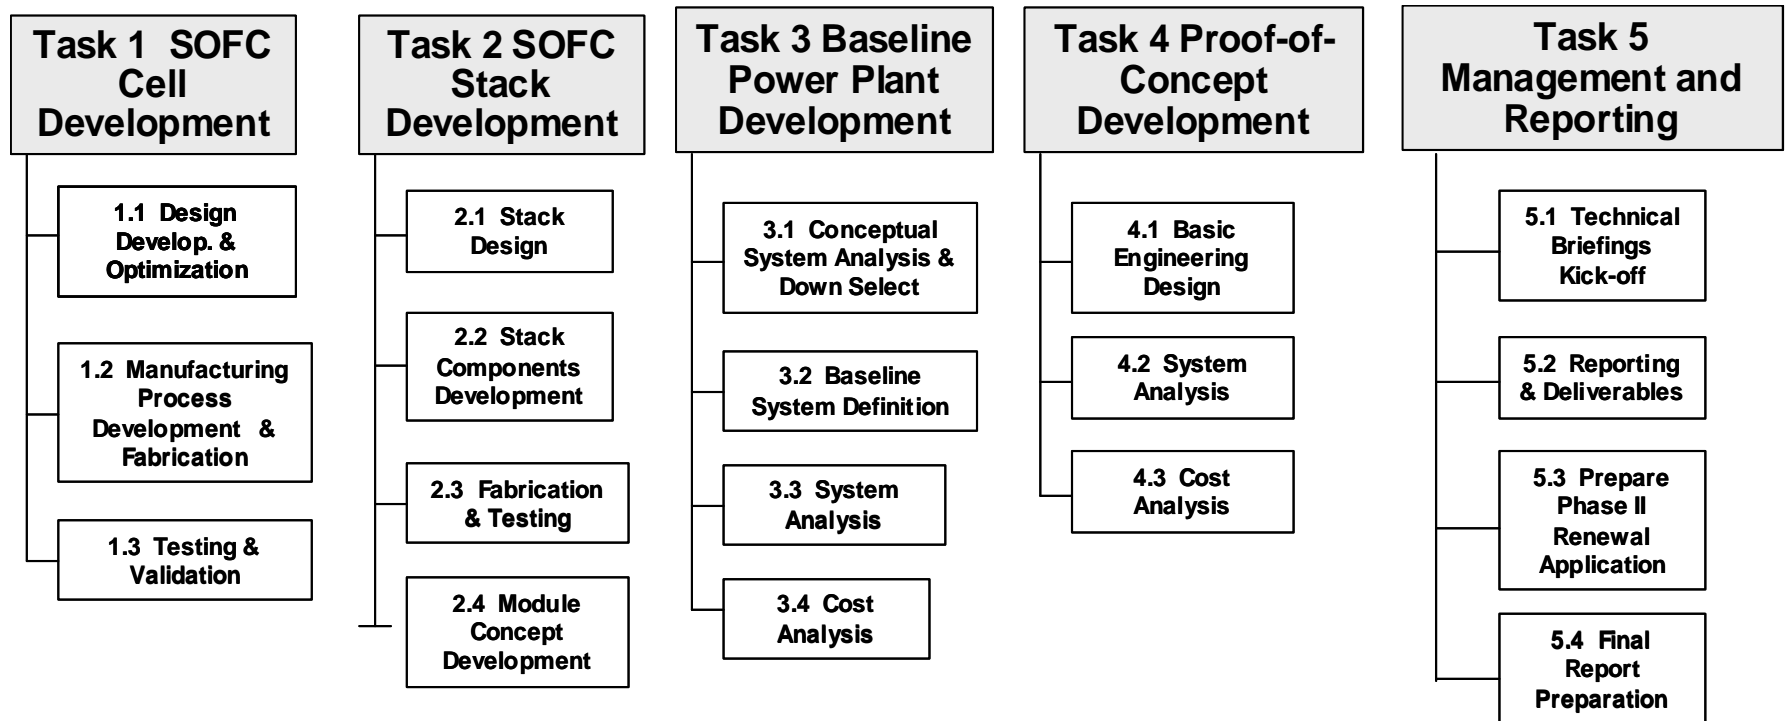 Task 1 SOFC
Cell
Development
1.1 Design
Develop. &
Optimization
1.2 Manufacturing
Process
Development &
Fabrication
1.3 Testing &
Validation
Task 2 SOFC
Stack
Development
2.1 Stack
Design
2.2 Stack
Components
Development
2.3 Fabrication
& Testing
2.4 Module
Concept
Development
Task 3 Baseline
Power Plant
Development
3.1 Conceptual
System Analysis &
Down Select
3.2 Baseline
System Definition
3.3 System
Analysis
3.4 Cost
Analysis
Task 4 Proof-of-
Concept
Development
4.1 Basic
Engineering
Design
4.2 System
Analysis
4.3 Cost
Analysis
Task 5
Management and
Reporting
5.1 Technical
Briefings
Kick-off
5.2 Reporting
& Deliverables
5.3 Prepare
Phase II
Renewal
Application
5.4 Final
Report
Preparation